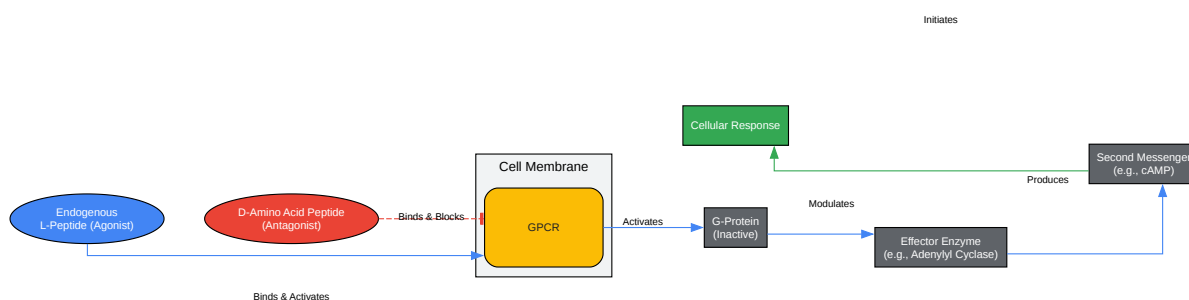 Initiates
Cellular Response
Cell Membrane
Second Messenger
(e.g., cAMP)
Produces
Endogenous
L-Peptide (Agonist)
D-Amino Acid Peptide
(Antagonist)
Binds & Blocks
GPCR
Activates
G-Protein
(Inactive)
Modulates
Effector Enzyme
(e.g., Adenylyl Cyclase)
Binds & Activates